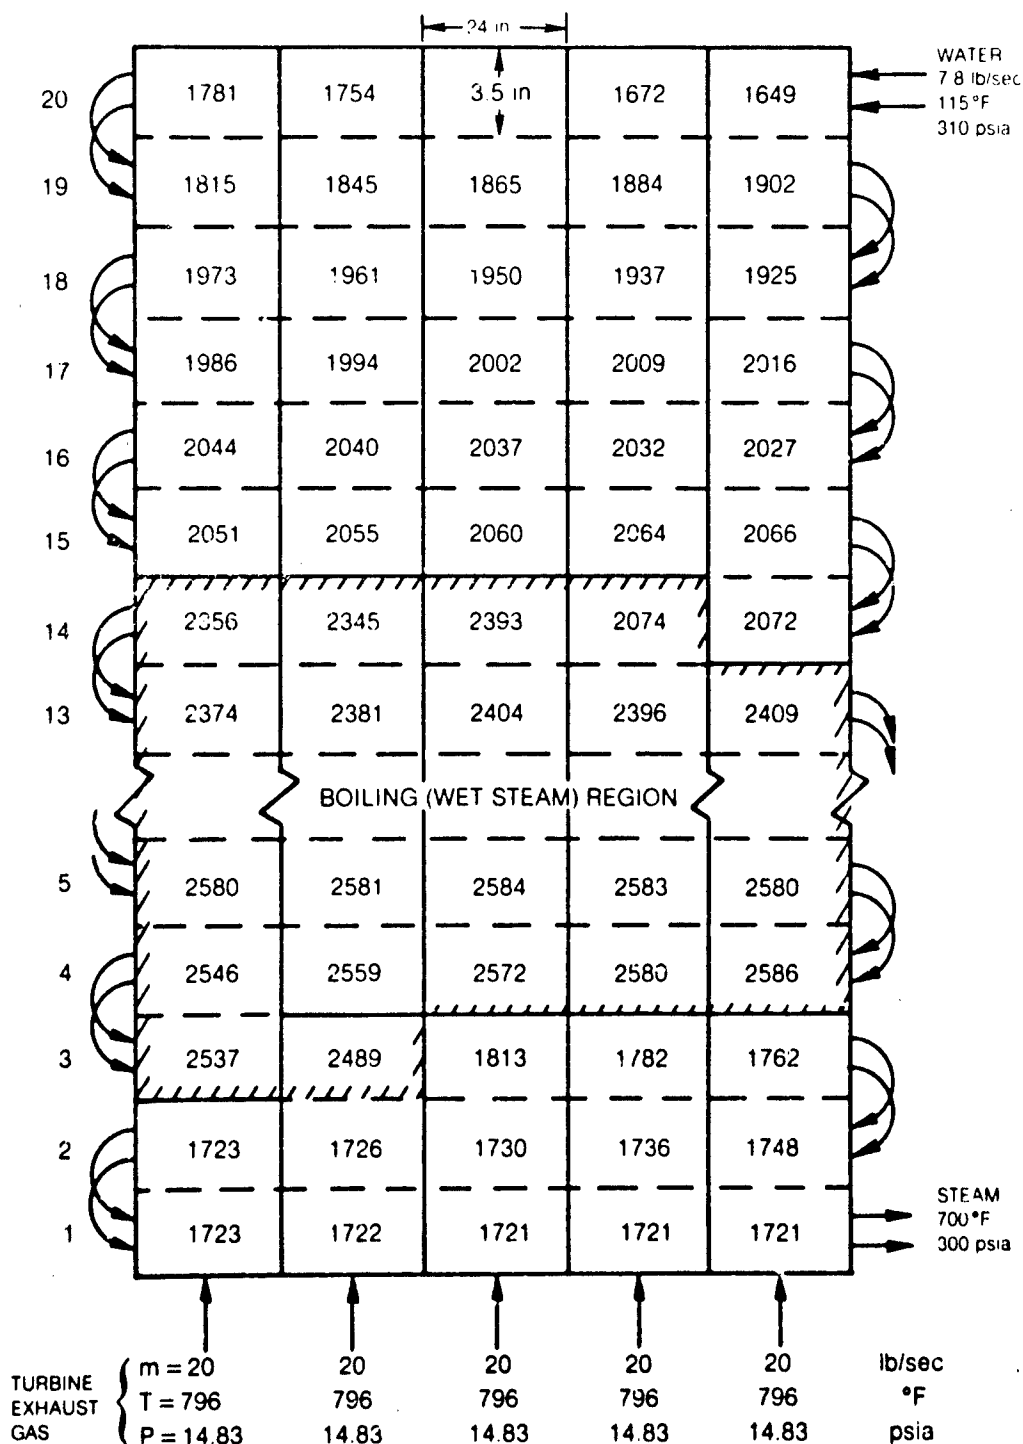 24 in
WATER
7.8 lb/sec
115°F
310 psia
20 1781 1754 3.5 in 1672 1649
19 1815 1845 1865 1884 1902
18 1973 1961 1950 1937 1925
17 1986 1994 2002 2009 2016
16 2044 2040 2037 2032 2027
15 2051 2055 2060 2064 2066
14 2356 2345 2393 2074 2072
13 2374 2381 2404 2396 2409
BOILING (WET STEAM) REGION
5 2580 2581 2584 2583 2580
4 2546 2559 2572 2580 2586
3 2537 2489 1813 1782 1762
2 1723 1726 1730 1736 1748
1 1723 1722 1721 1721 1721
STEAM
700°F
300 psia
TURBINE
EXHAUST
GAS
m = 20 20 20 20 20 lb/sec
T = 796 796 796 796 796 °F
P = 14.83 14.83 14.83 14.83 14.83 psia